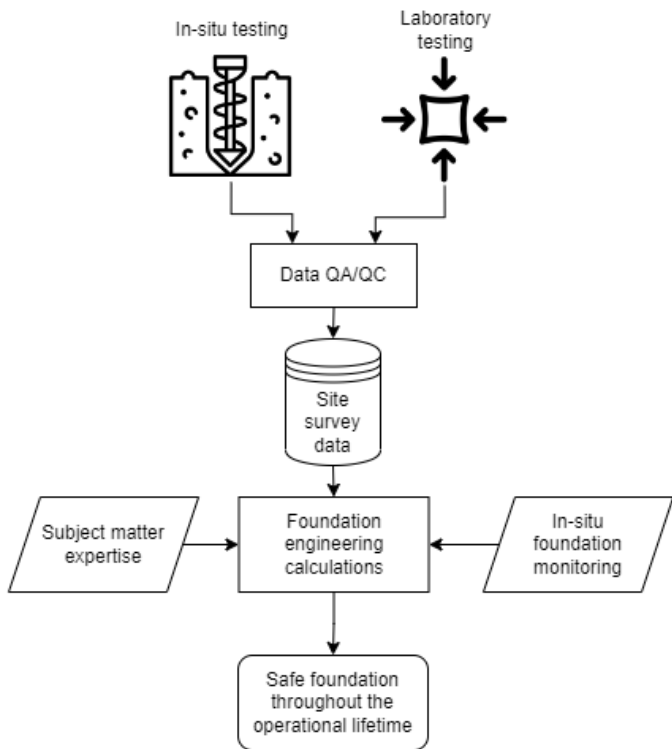 In-situ testing
Laboratory
testing
Data QA/QC
Site
survey
data
Subject matter
expertise
Foundation
engineering
calculations
In-situ
foundation
monitoring
Safe foundation
throughout the
operational lifetime